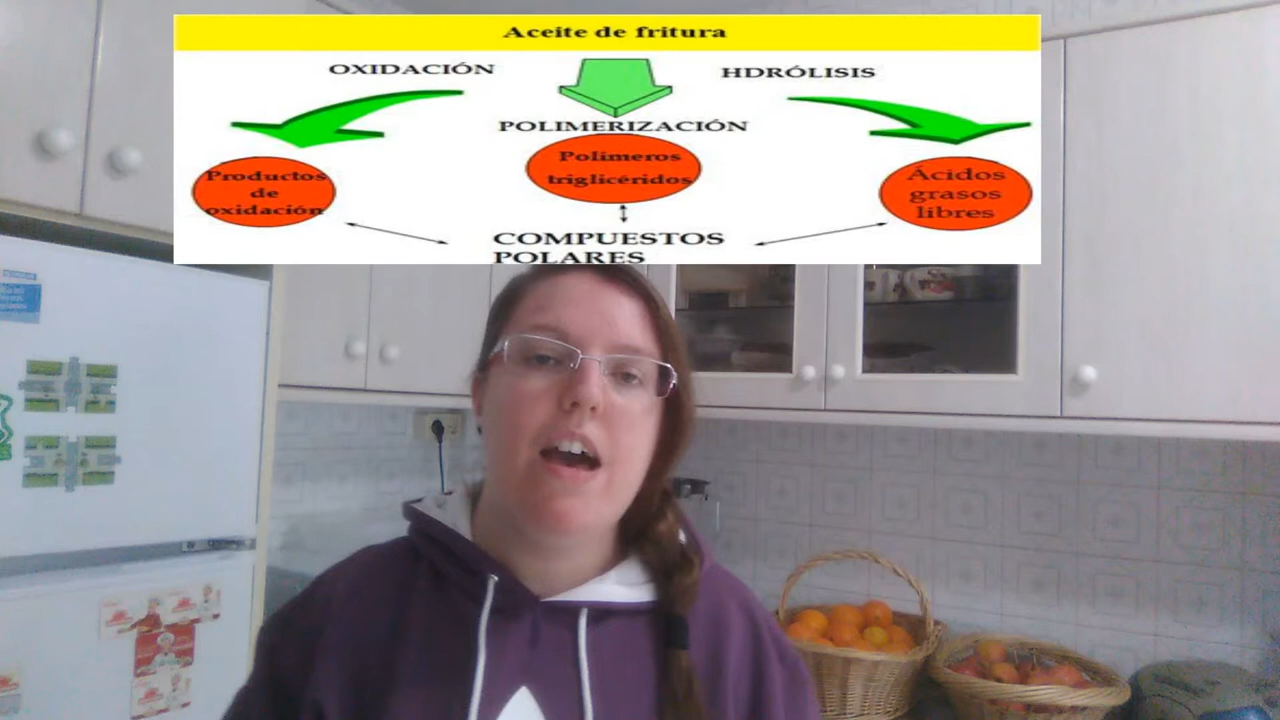 Aceite de fritura
OXIDACIÓN
HDRÓLISIS
POLIMERIZACIÓN
Productos
de
oxidación
Polímeros
triglicéridos
Ácidos
grasos
libres
COMPUESTOS
POLARES